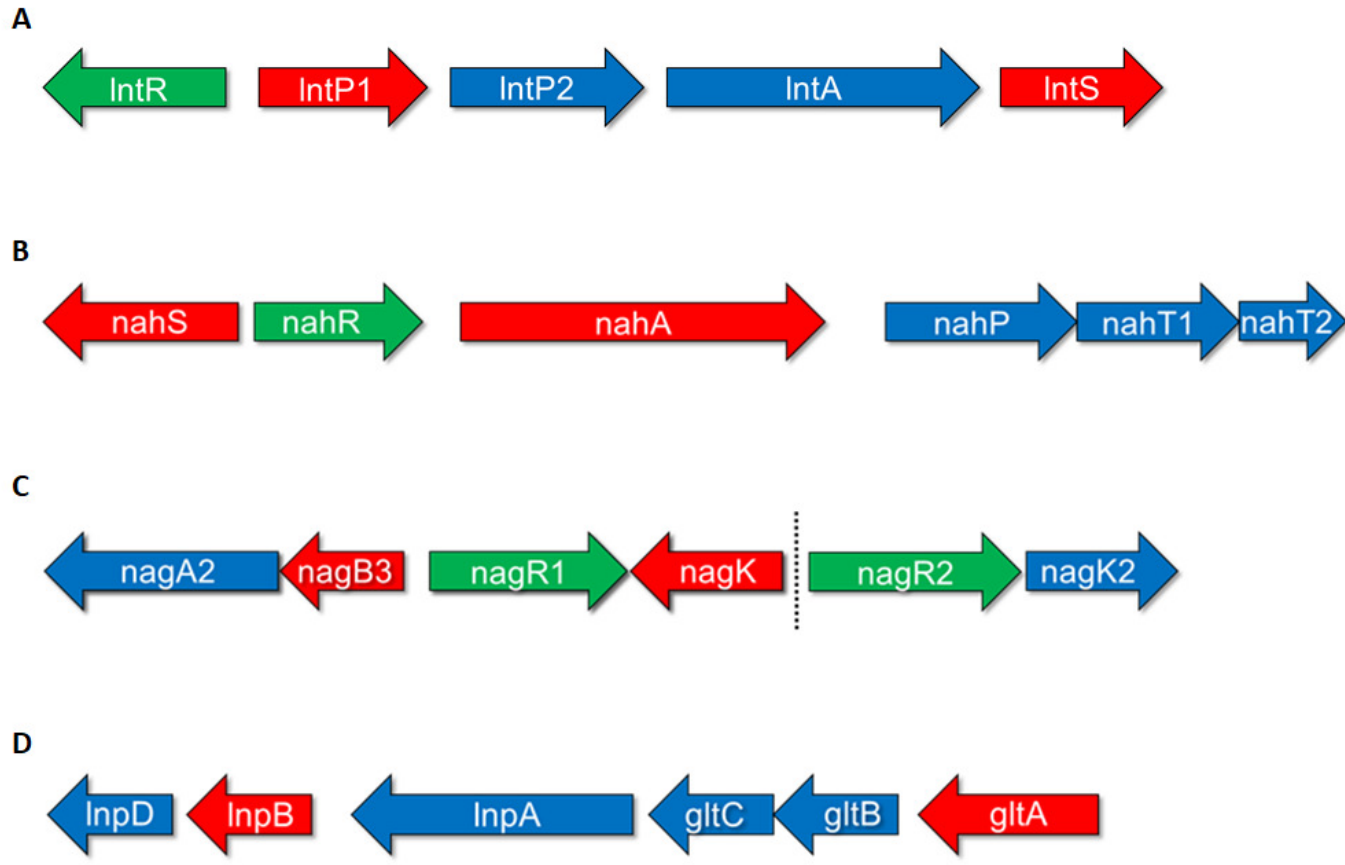 A
lntR lntP1 lntP2 lntA lntS
B
nahS nahR nahA nahP nahT1 nahT2
C
nagA2 nagB3 nagR1 nagK nagR2 nagK2
D
lnpD lnpB lnpA gltC gltB gltA